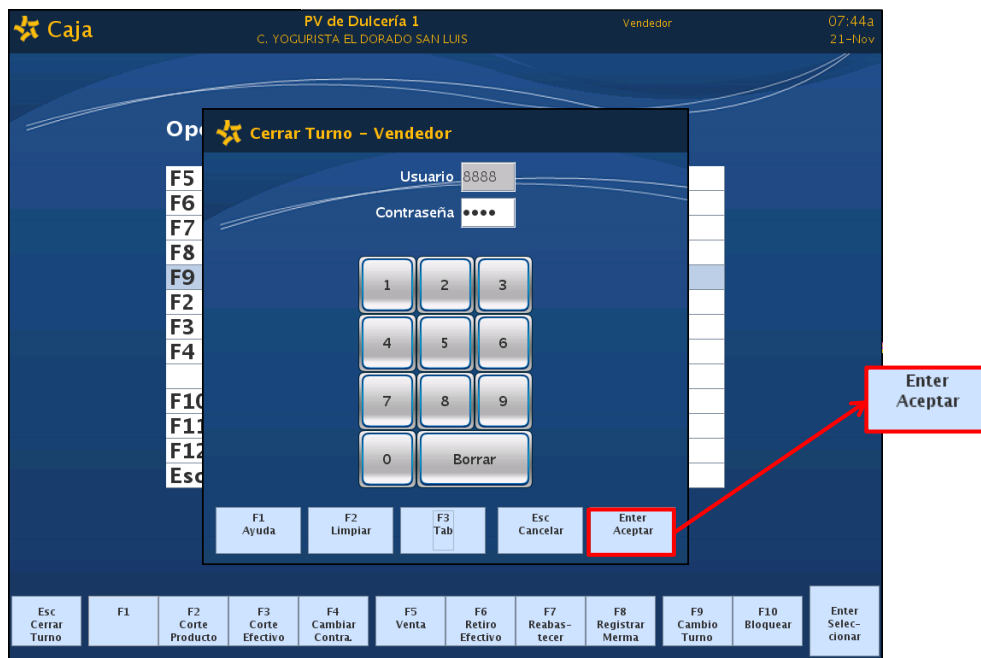 Caja
PV de Dulcería 1
C. YOGURISTA EL DORADO SAN LUIS
Vendedor
07:44a
21-Nov
Cerrar Turno - Vendedor
Usuario 8888
Contraseña ••••
F5
F6
F7
F8
F9
F2
F3
F4
F10
F11
F12
Esc
1 2 3
4 5 6
7 8 9
0 Borrar
F1
Ayuda
F2
Limpiar
F3
Tab
Esc
Cancelar
Enter
Aceptar
Enter
Aceptar
Esc
Cerrar
Turno
F1
F2
Corte
Producto
F3
Corte
Efectivo
F4
Cambiar
Contra.
F5
Venta
F6
Retiro
Efectivo
F7
Reabas-
tecer
F8
Registrar
Merma
F9
Cambio
Turno
F10
Bloquear
Enter
Selec-
cionar